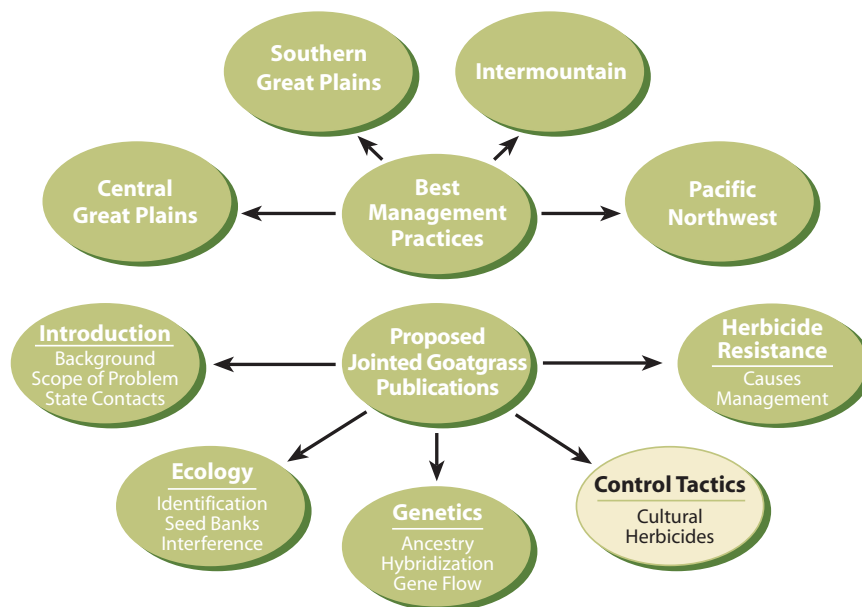 Southern
Great Plains
Intermountain
Central
Great Plains
Best
Management
Practices
Pacific
Northwest
Introduction
Background
Scope of Problem
State Contacts
Proposed
Jointed Goatgrass
Publications
Herbicide
Resistance
Causes
Management
Ecology
Identification
Seed Banks
Interference
Genetics
Ancestry
Hybridization
Gene Flow
Control Tactics
Cultural
Herbicides